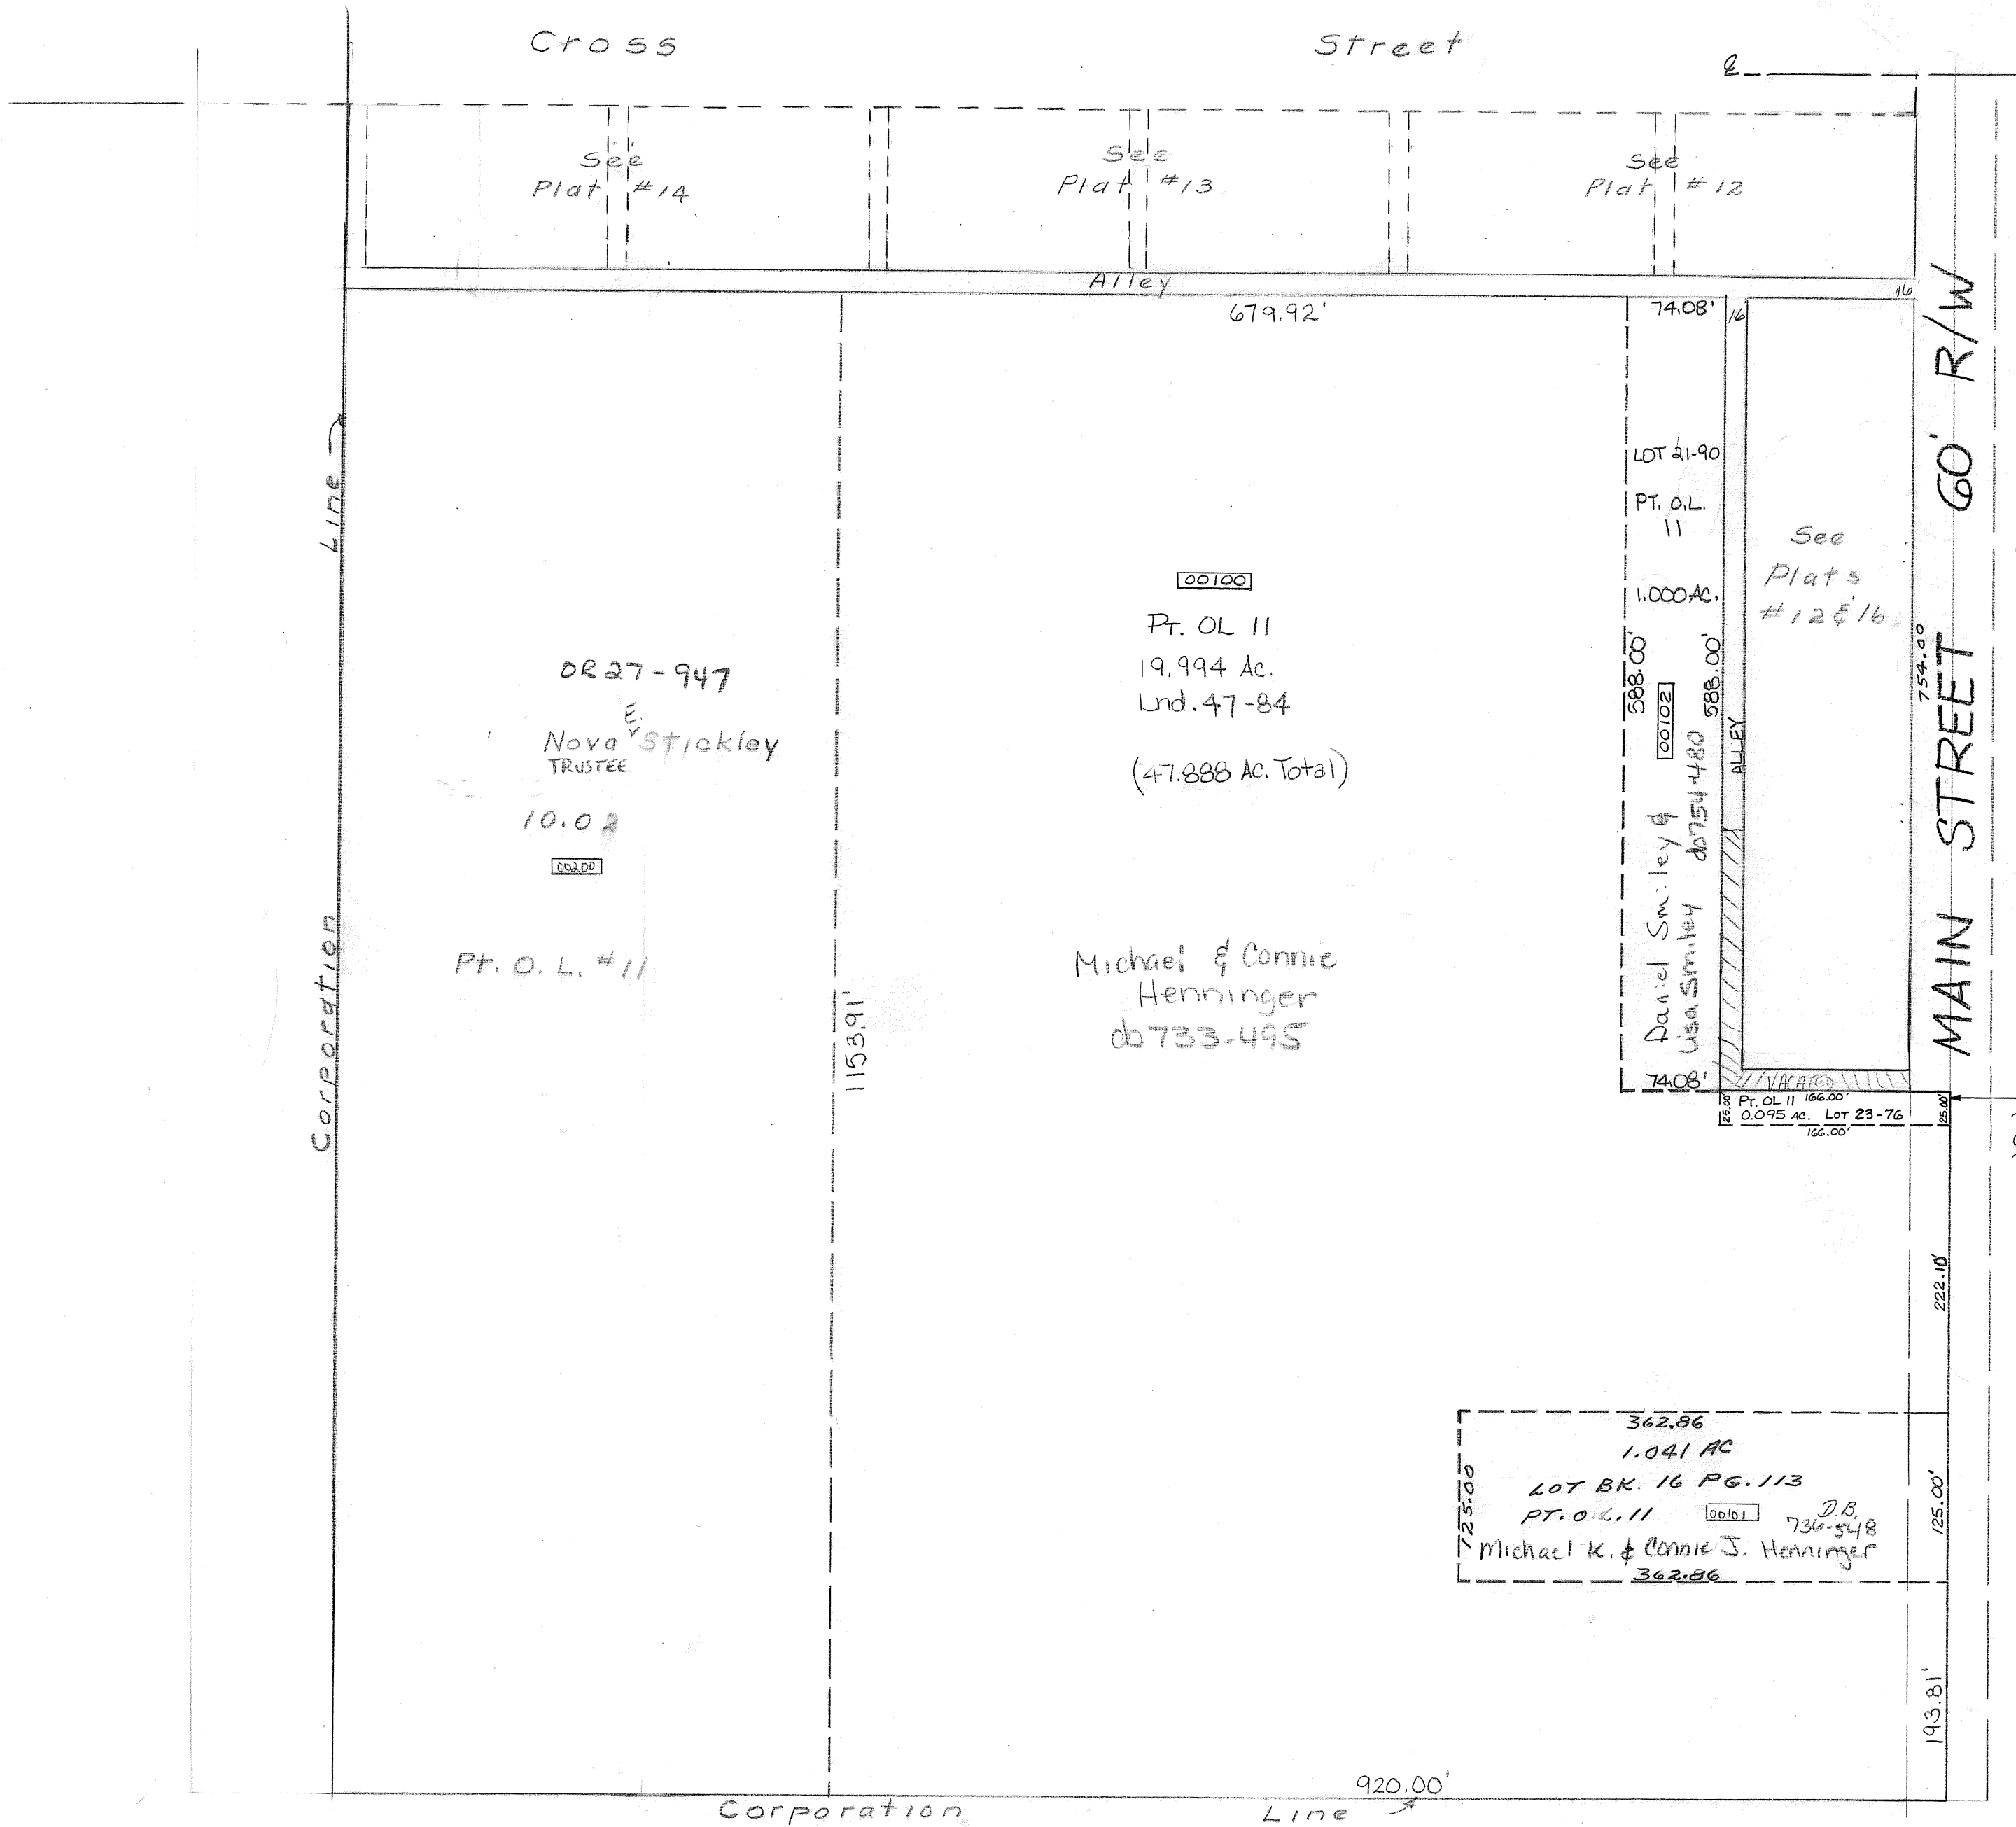 Cross Street
℄
See
Plat #14
See
Plat #13
See
Plat #12
Alley
16'
679.92'
74.08'
16
Line
Corporation
OR 27-947
E.
Nova Stickley
TRUSTEE
10.02
00200
Pt. O. L. #11
1153.91'
00100
PT. OL 11
19.994 Ac.
Lnd. 47-84
(47.888 Ac. Total)
Michael & Connie
Henninger
db 733-495
LOT 21-90
PT. O.L.
11
1.000 AC.
588.00'
00102
588.00'
Daniel Smiley &
Lisa Smiley db754-480
74.08'
ALLEY
See
Plats
#12 & 16
754.00
MAIN STREET 60' R/W
VACATED
25.00'
PT. OL 11 166.00'
0.095 AC. LOT 23-76
166.00'
25.00'
222.10'
362.86
1.041 AC
LOT BK. 16 PG. 113
PT. O.L. 11 00101 D.B.
736-548
Michael K. & Connie J. Henninger
362.86
125.00
125.00'
193.81'
920.00'
Corporation Line